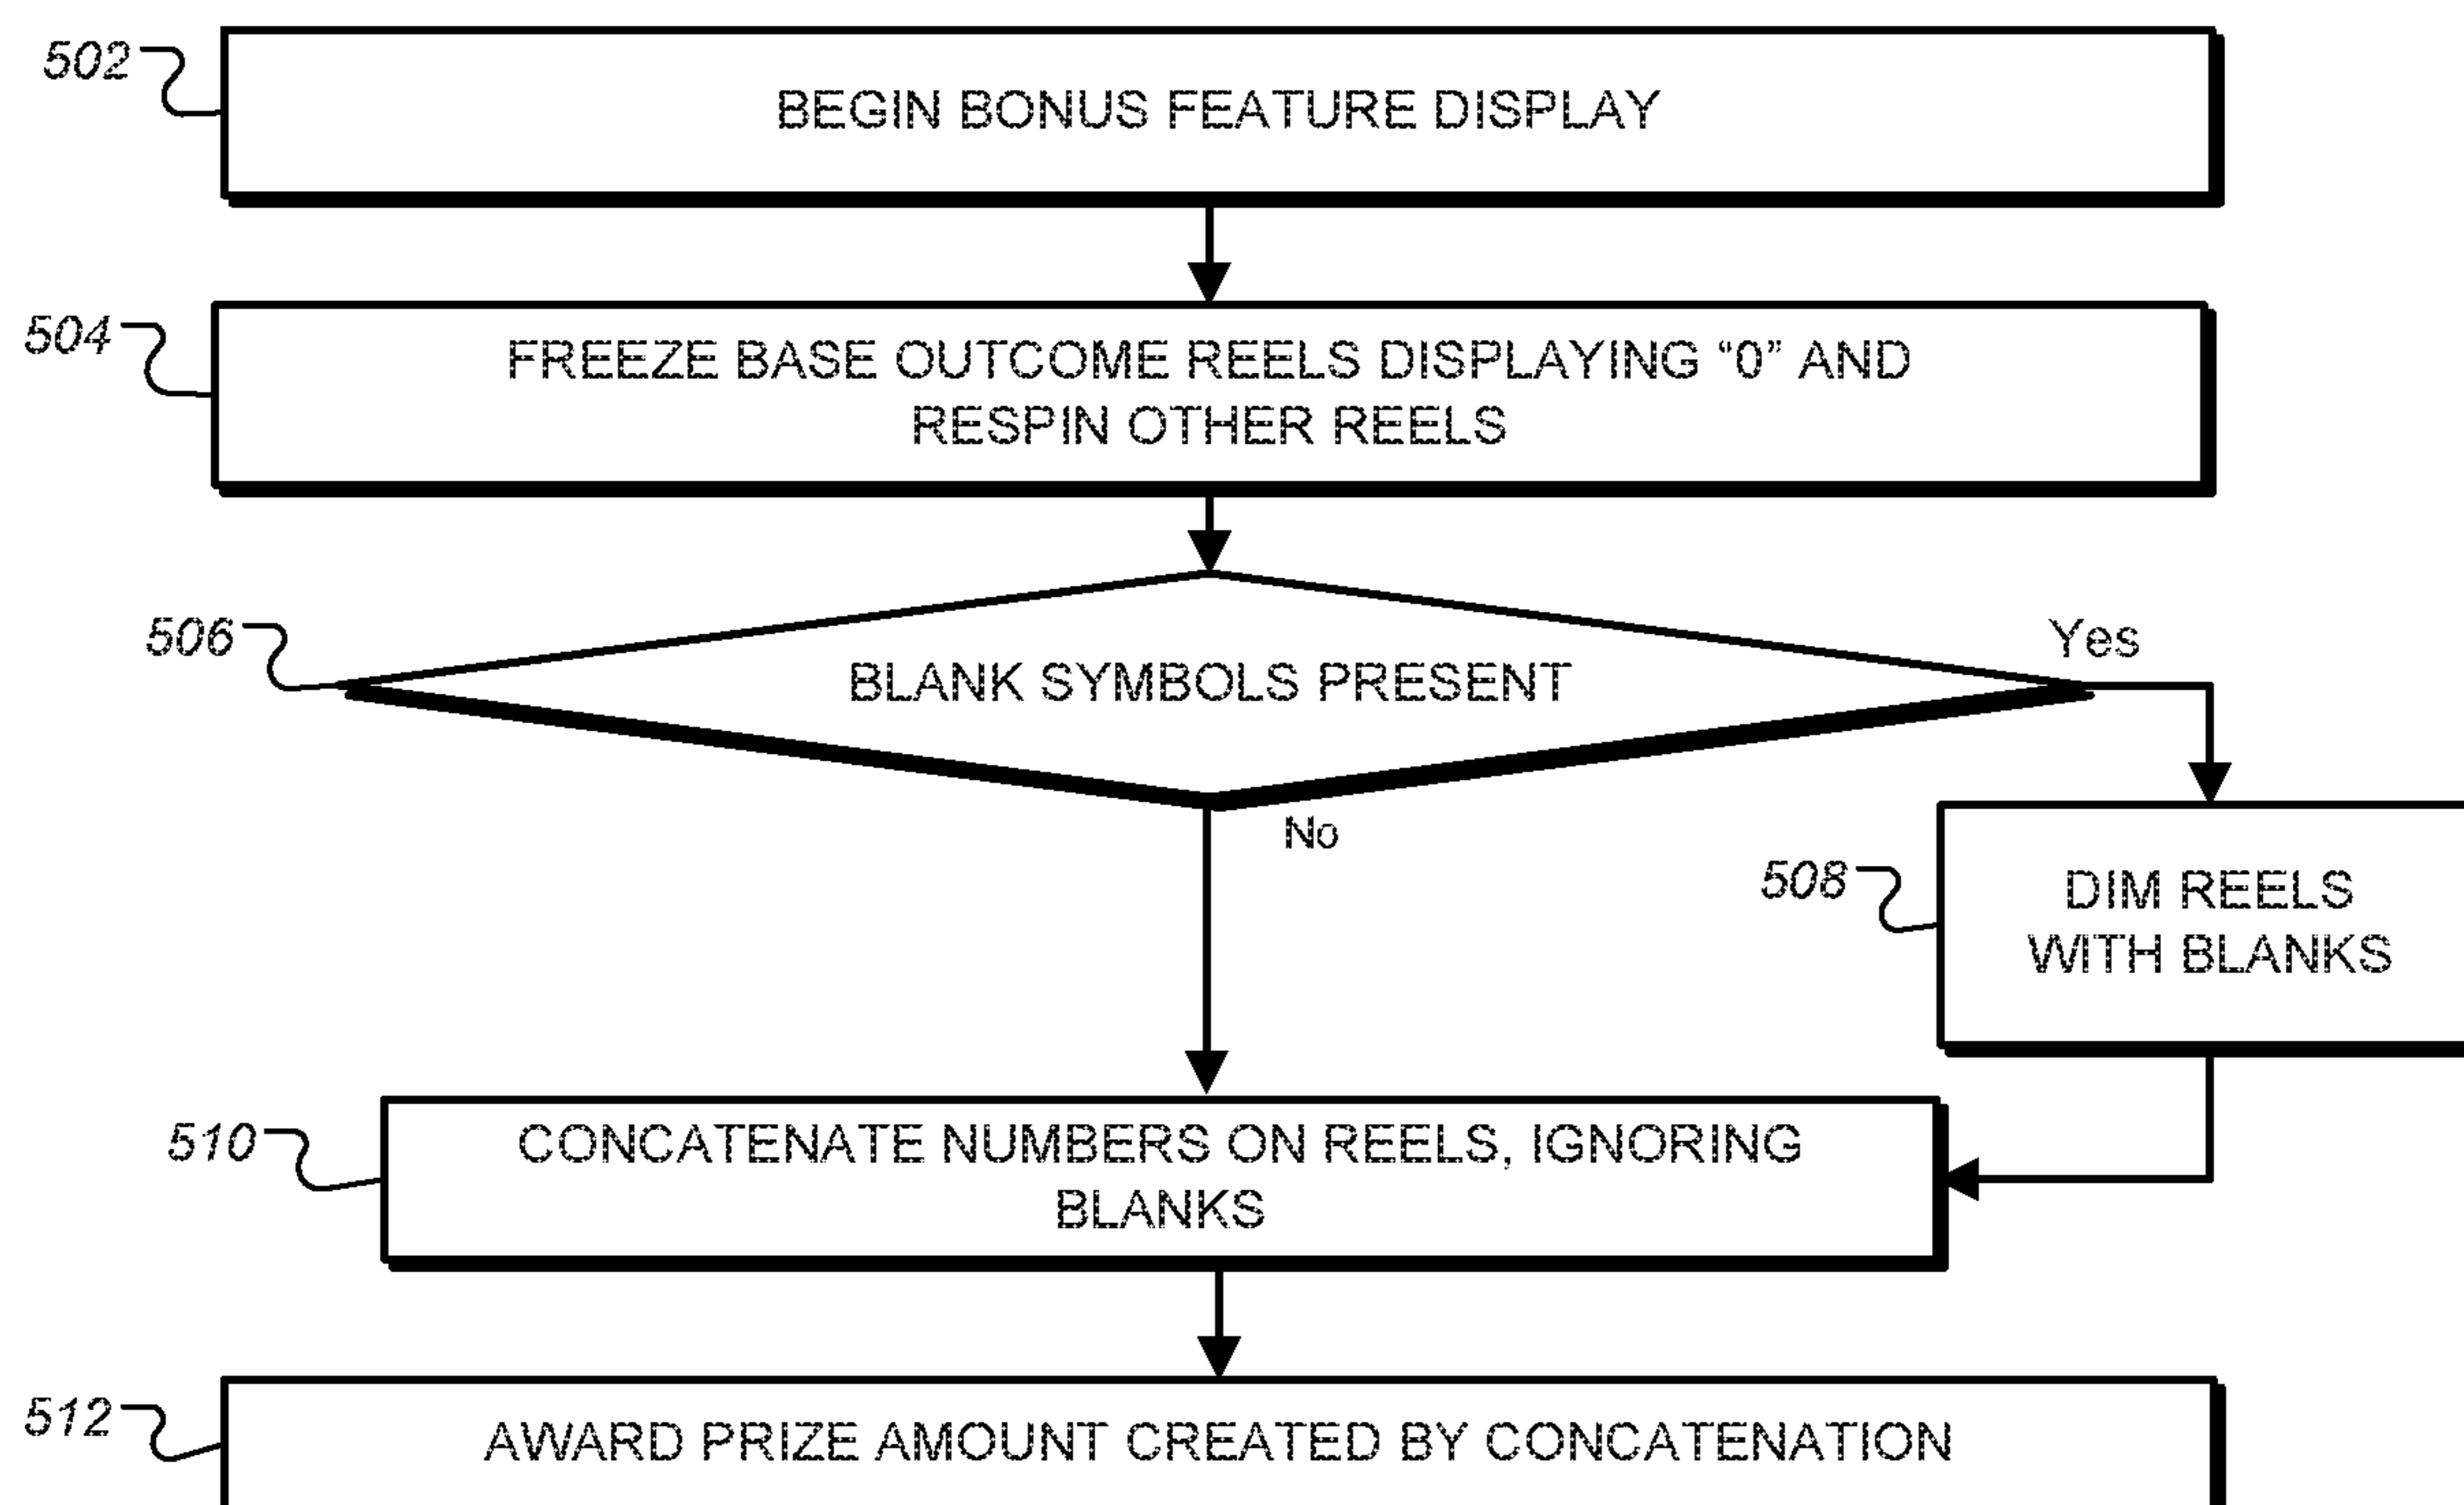 502
BEGIN BONUS FEATURE DISPLAY
504
FREEZE BASE OUTCOME REELS DISPLAYING “0” AND
RESPIN OTHER REELS
506
BLANK SYMBOLS PRESENT
Yes
No
508
DIM REELS
WITH BLANKS
510
CONCATENATE NUMBERS ON REELS, IGNORING
BLANKS
512
AWARD PRIZE AMOUNT CREATED BY CONCATENATION